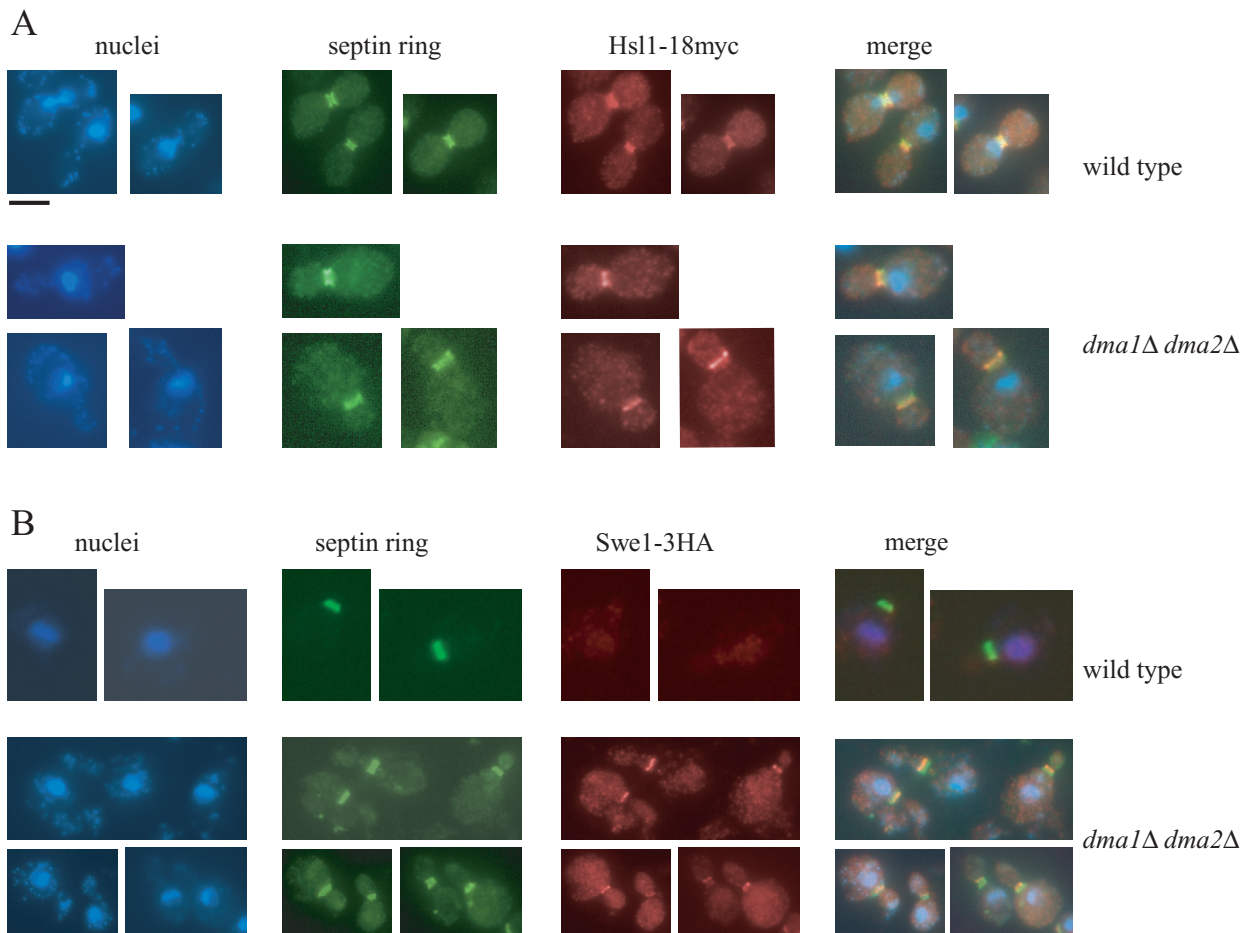 A
nuclei septin ring Hsl1-18myc merge
wild type
dma1Δ dma2Δ
B
nuclei septin ring Swe1-3HA merge
wild type
dma1Δ dma2Δ